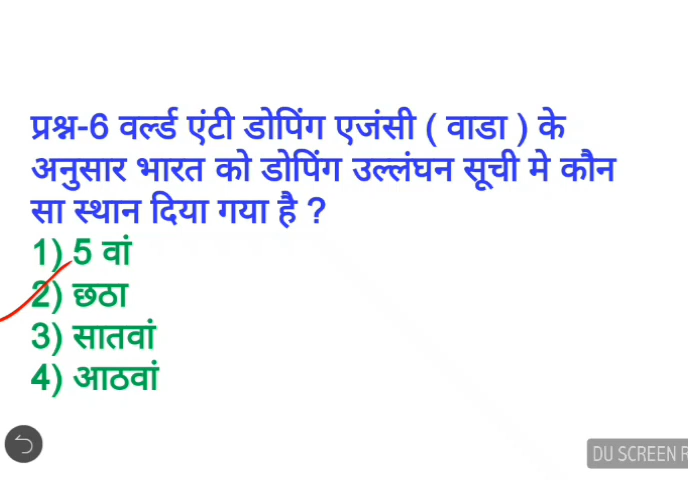 प्रश्न-6 वर्ल्ड एंटी डोपिंग एजंसी ( वाडा ) के
अनुसार भारत को डोपिंग उल्लंघन सूची मे कौन
सा स्थान दिया गया है ?
1) 5 वां
2) छठा
3) सातवां
4) आठवां
DU SCREEN R